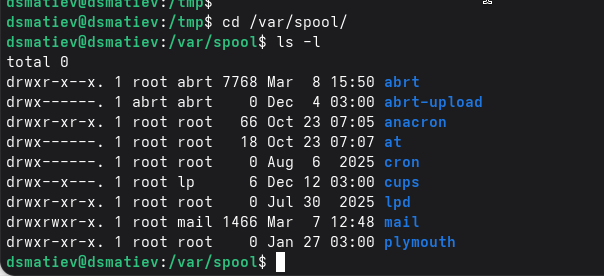 dsmatiev@dsmatiev:/tmp$
dsmatiev@dsmatiev:/tmp$ cd /var/spool/
dsmatiev@dsmatiev:/var/spool$ ls -l
total 0
drwxr-x--x. 1 root abrt 7768 Mar  8 15:50 abrt
drwx------. 1 abrt abrt    0 Dec  4 03:00 abrt-upload
drwxr-xr-x. 1 root root   66 Oct 23 07:05 anacron
drwx------. 1 root root   18 Oct 23 07:07 at
drwx------. 1 root root    0 Aug  6  2025 cron
drwx--x---. 1 root lp      6 Dec 12 03:00 cups
drwxr-xr-x. 1 root root    0 Jul 30  2025 lpd
drwxrwxr-x. 1 root mail 1466 Mar  7 12:48 mail
drwxr-xr-x. 1 root root    0 Jan 27 03:00 plymouth
dsmatiev@dsmatiev:/var/spool$